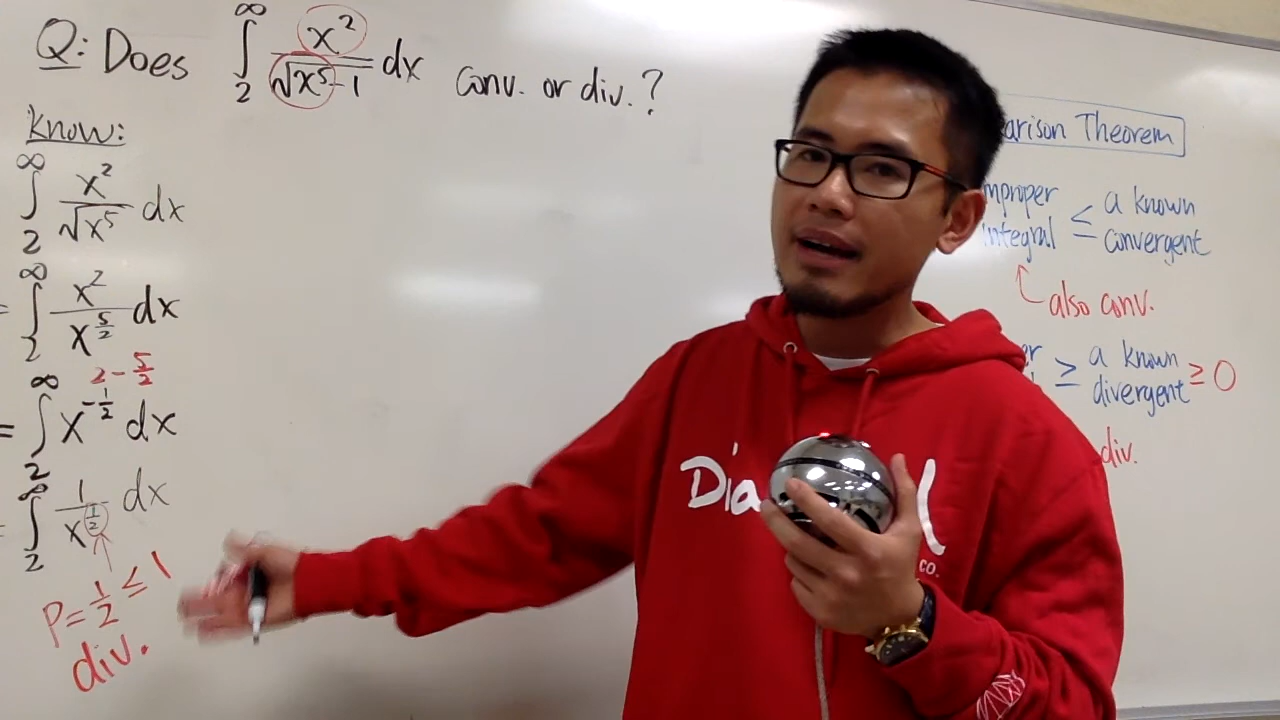 Q: Does ∫₂^∞ x²/√(x⁵-1) dx conv. or div.?
Know:
∫₂^∞ x²/√x⁵ dx
= ∫₂^∞ x²/x^(5/2) dx
2 - 5/2
= ∫₂^∞ x^(-1/2) dx
= ∫₂^∞ 1/x^(1/2) dx
P = 1/2 ≤ 1
div.
Theorem
integral ≤ a known convergent
also conv.
≥ a known divergent ≥ 0
div.
CO.